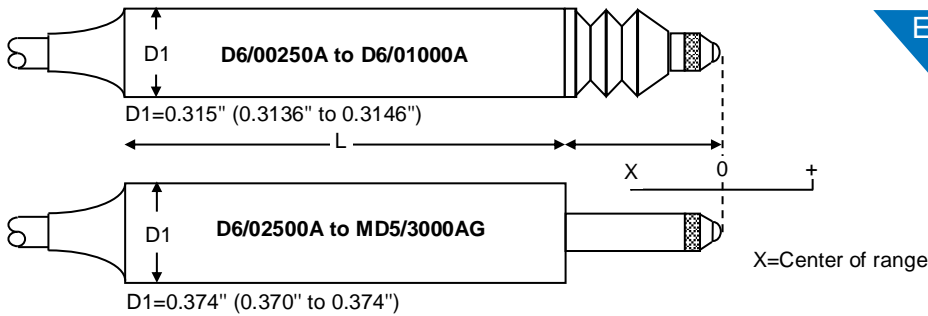 E
D1
D6/00250A to D6/01000A
D1=0.315" (0.3136" to 0.3146")
L
X
0
+
D1
D6/02500A to MD5/3000AG
X=Center of range
D1=0.374" (0.370" to 0.374")